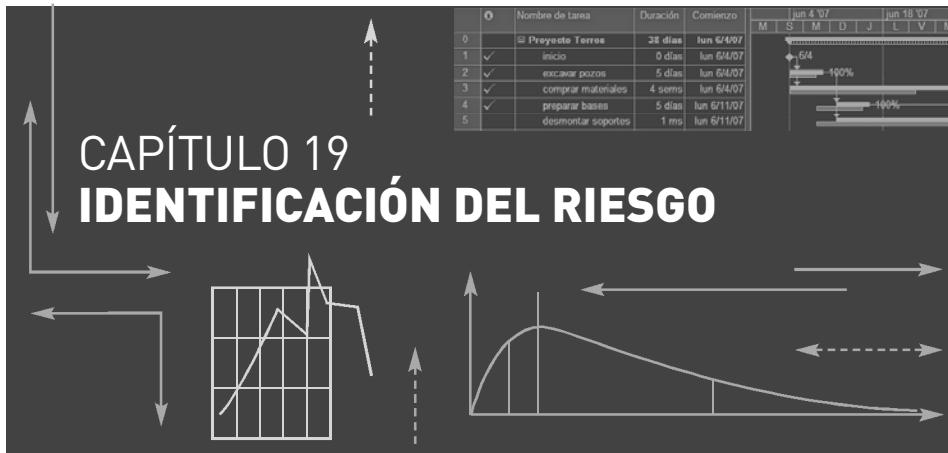 Nombre de tarea Duración Comienzo jun 4 '07 jun 18 '07
M S M D J L V M
0 Proyecto Torres 38 días lun 6/4/07
1 inicio 0 días lun 6/4/07 6/4
2 excavar pozos 5 días lun 6/4/07 100%
3 comprar materiales 4 sems lun 6/4/07
4 preparar bases 5 días lun 6/11/07 100%
5 desmontar soportes 1 ms lun 6/11/07
CAPÍTULO 19
IDENTIFICACIÓN DEL RIESGO